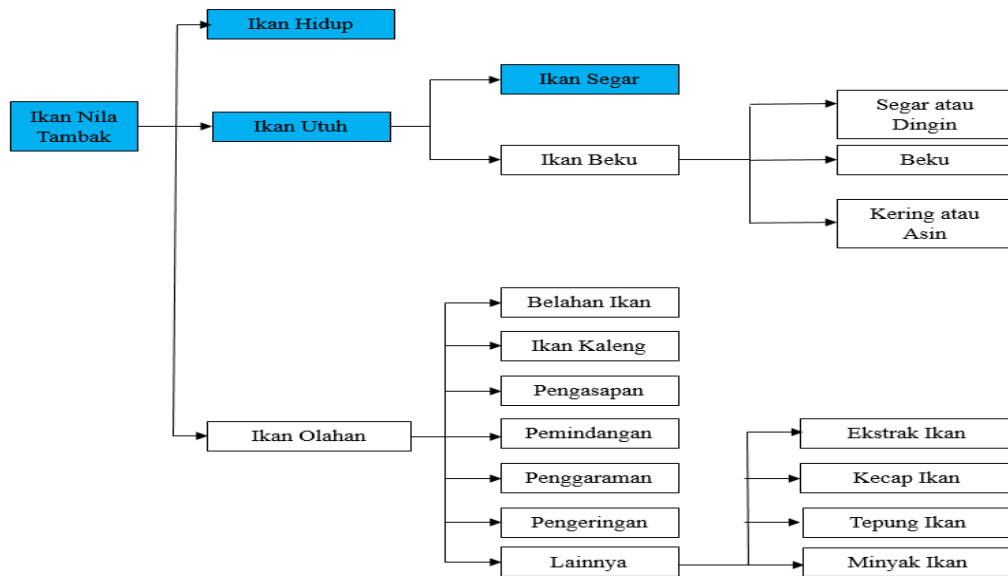 Ikan Hidup
Ikan Nila
Tambak
Ikan Utuh
Ikan Segar
Ikan Beku
Segar atau
Dingin
Beku
Kering atau
Asin
Ikan Olahan
Belahan Ikan
Ikan Kaleng
Pengasapan
Pemindangan
Penggaraman
Pengeringan
Lainnya
Ekstrak Ikan
Kecap Ikan
Tepung Ikan
Minyak Ikan